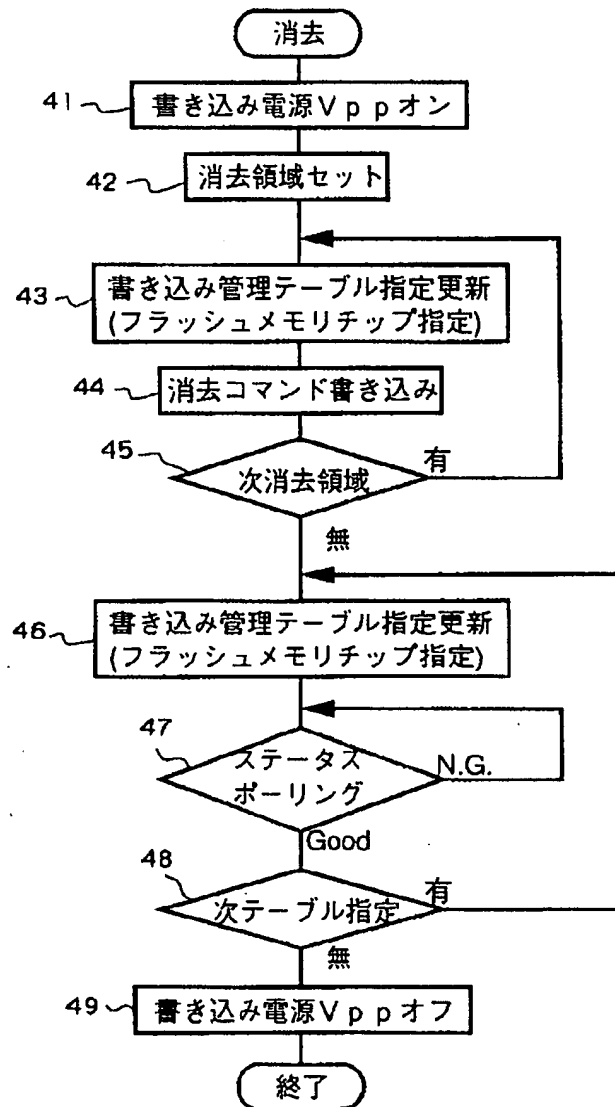 消去
41
書き込み電源Ｖｐｐオン
42
消去領域セット
43
書き込み管理テーブル指定更新
(フラッシュメモリチップ指定)
44
消去コマンド書き込み
45
次消去領域
有
無
46
書き込み管理テーブル指定更新
(フラッシュメモリチップ指定)
47
ステータス
ポーリング
N.G.
Good
48
次テーブル指定
有
無
49
書き込み電源Ｖｐｐオフ
終了